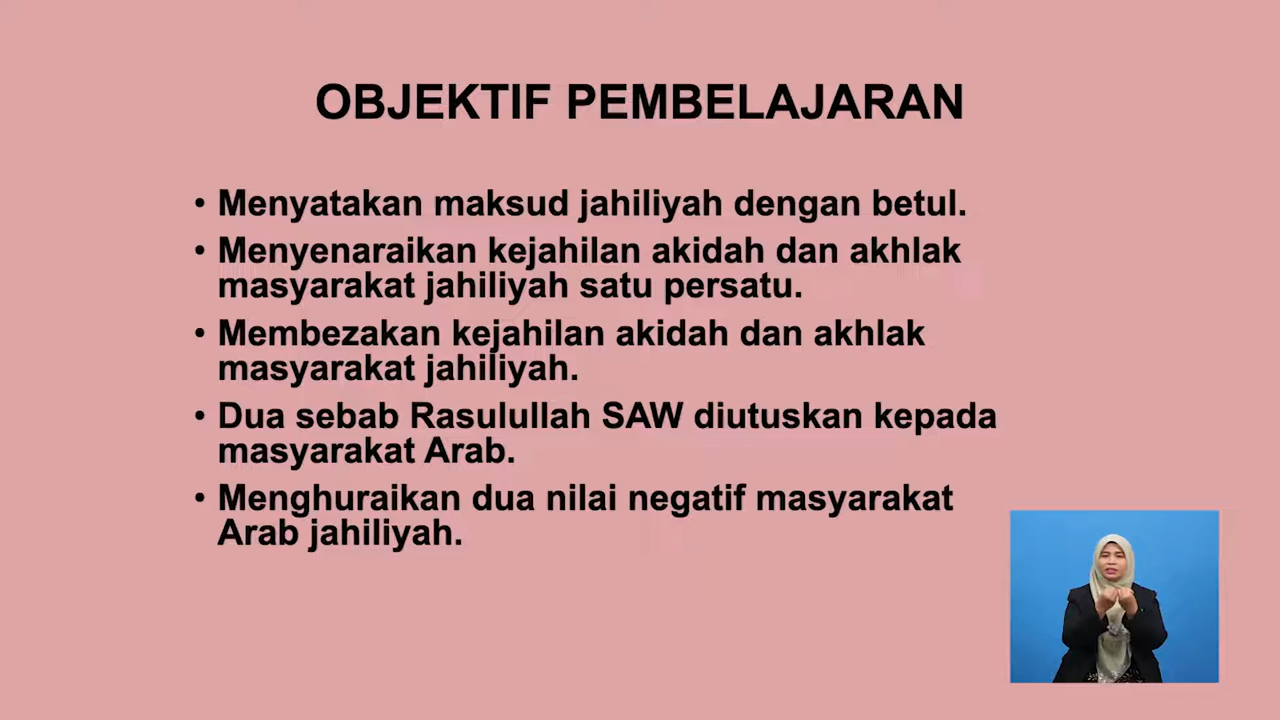 OBJEKTIF PEMBELAJARAN
• Menyatakan maksud jahiliyah dengan betul.
• Menyenaraikan kejahilan akidah dan akhlak
masyarakat jahiliyah satu persatu.
• Membezakan kejahilan akidah dan akhlak
masyarakat jahiliyah.
• Dua sebab Rasulullah SAW diutuskan kepada
masyarakat Arab.
• Menghuraikan dua nilai negatif masyarakat
Arab jahiliyah.